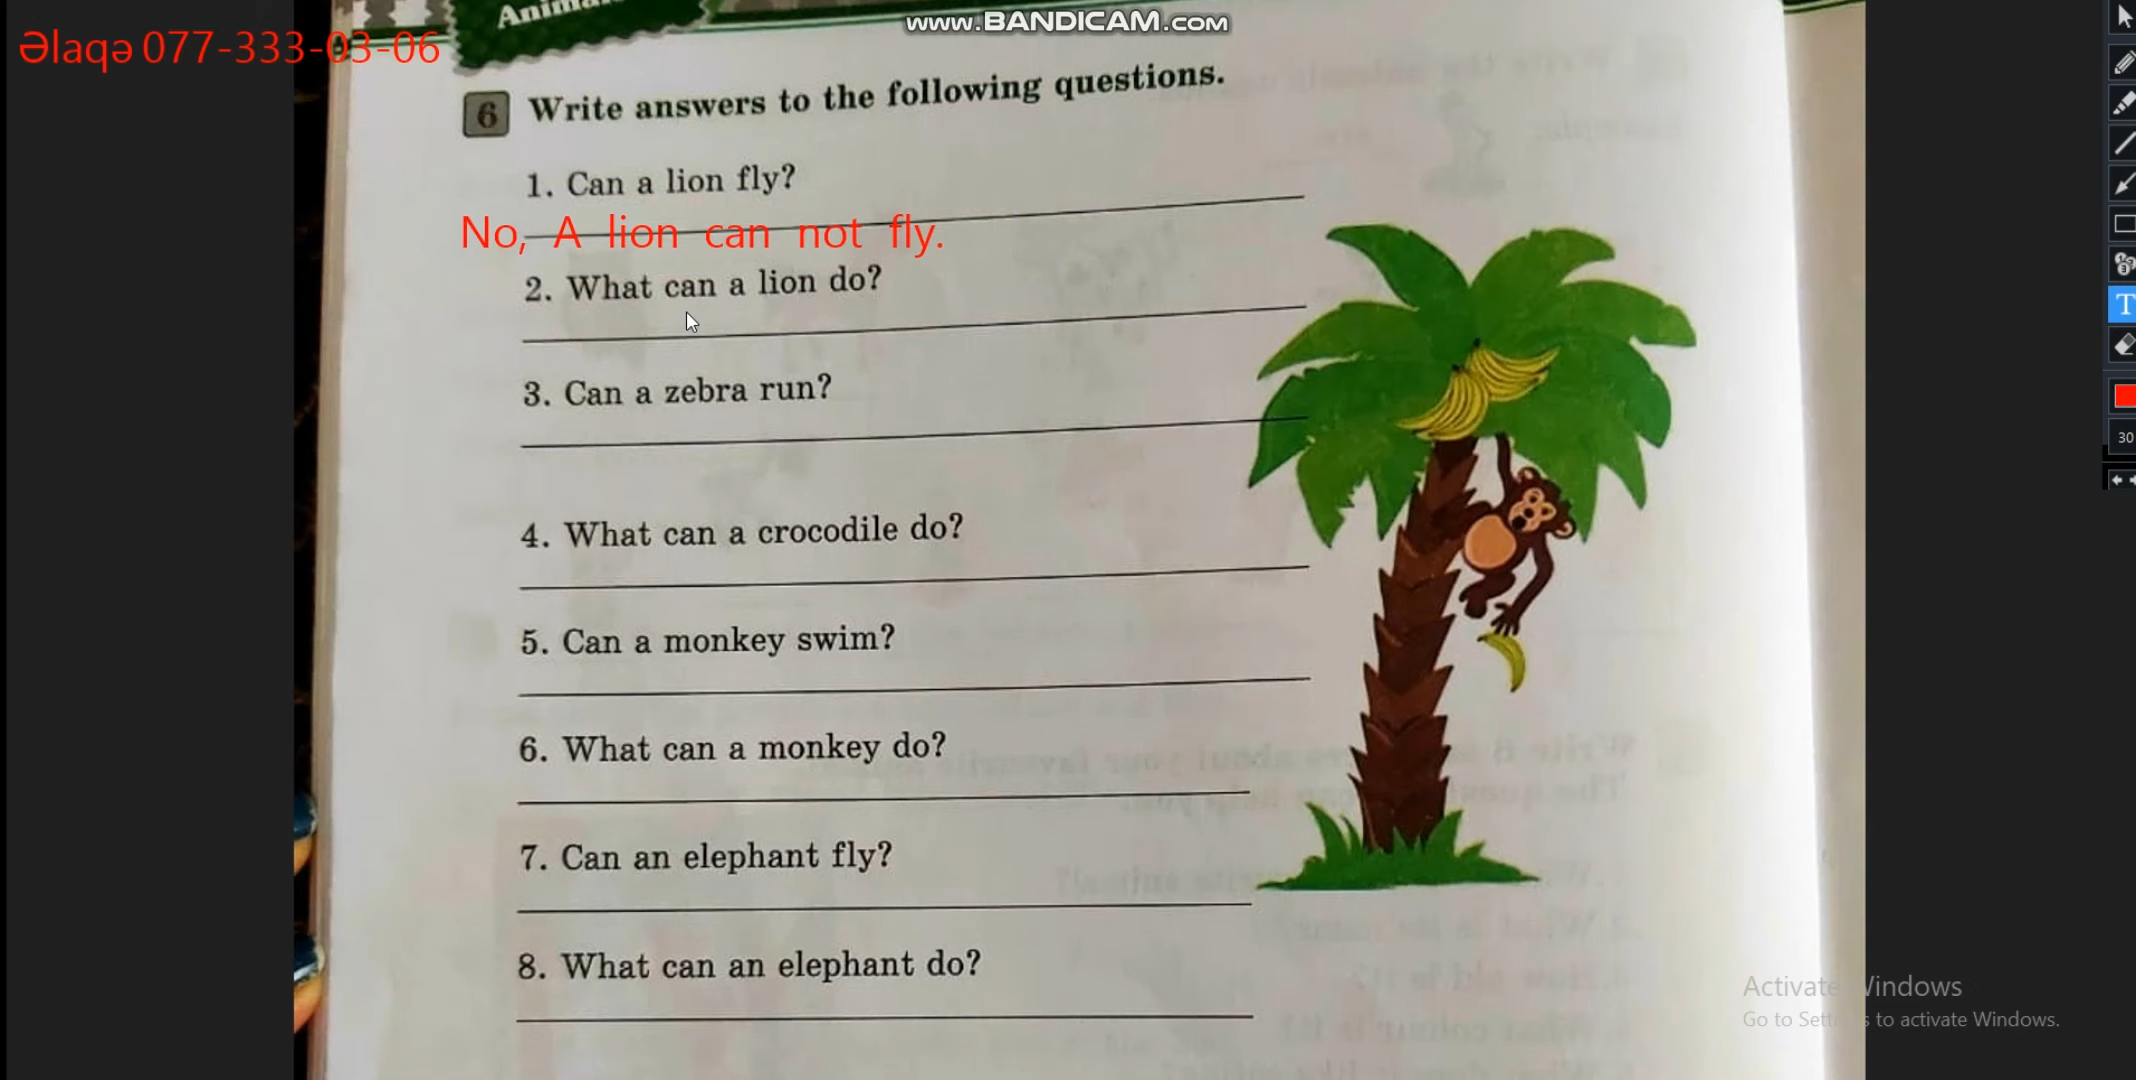 www.BANDICAM.com
Əlaqə 077-333-03-06
6 Write answers to the following questions.
1. Can a lion fly?
No, A lion can not fly.
2. What can a lion do?
3. Can a zebra run?
4. What can a crocodile do?
5. Can a monkey swim?
6. What can a monkey do?
7. Can an elephant fly?
8. What can an elephant do?
Activate Windows
Go to Settings to activate Windows.
30